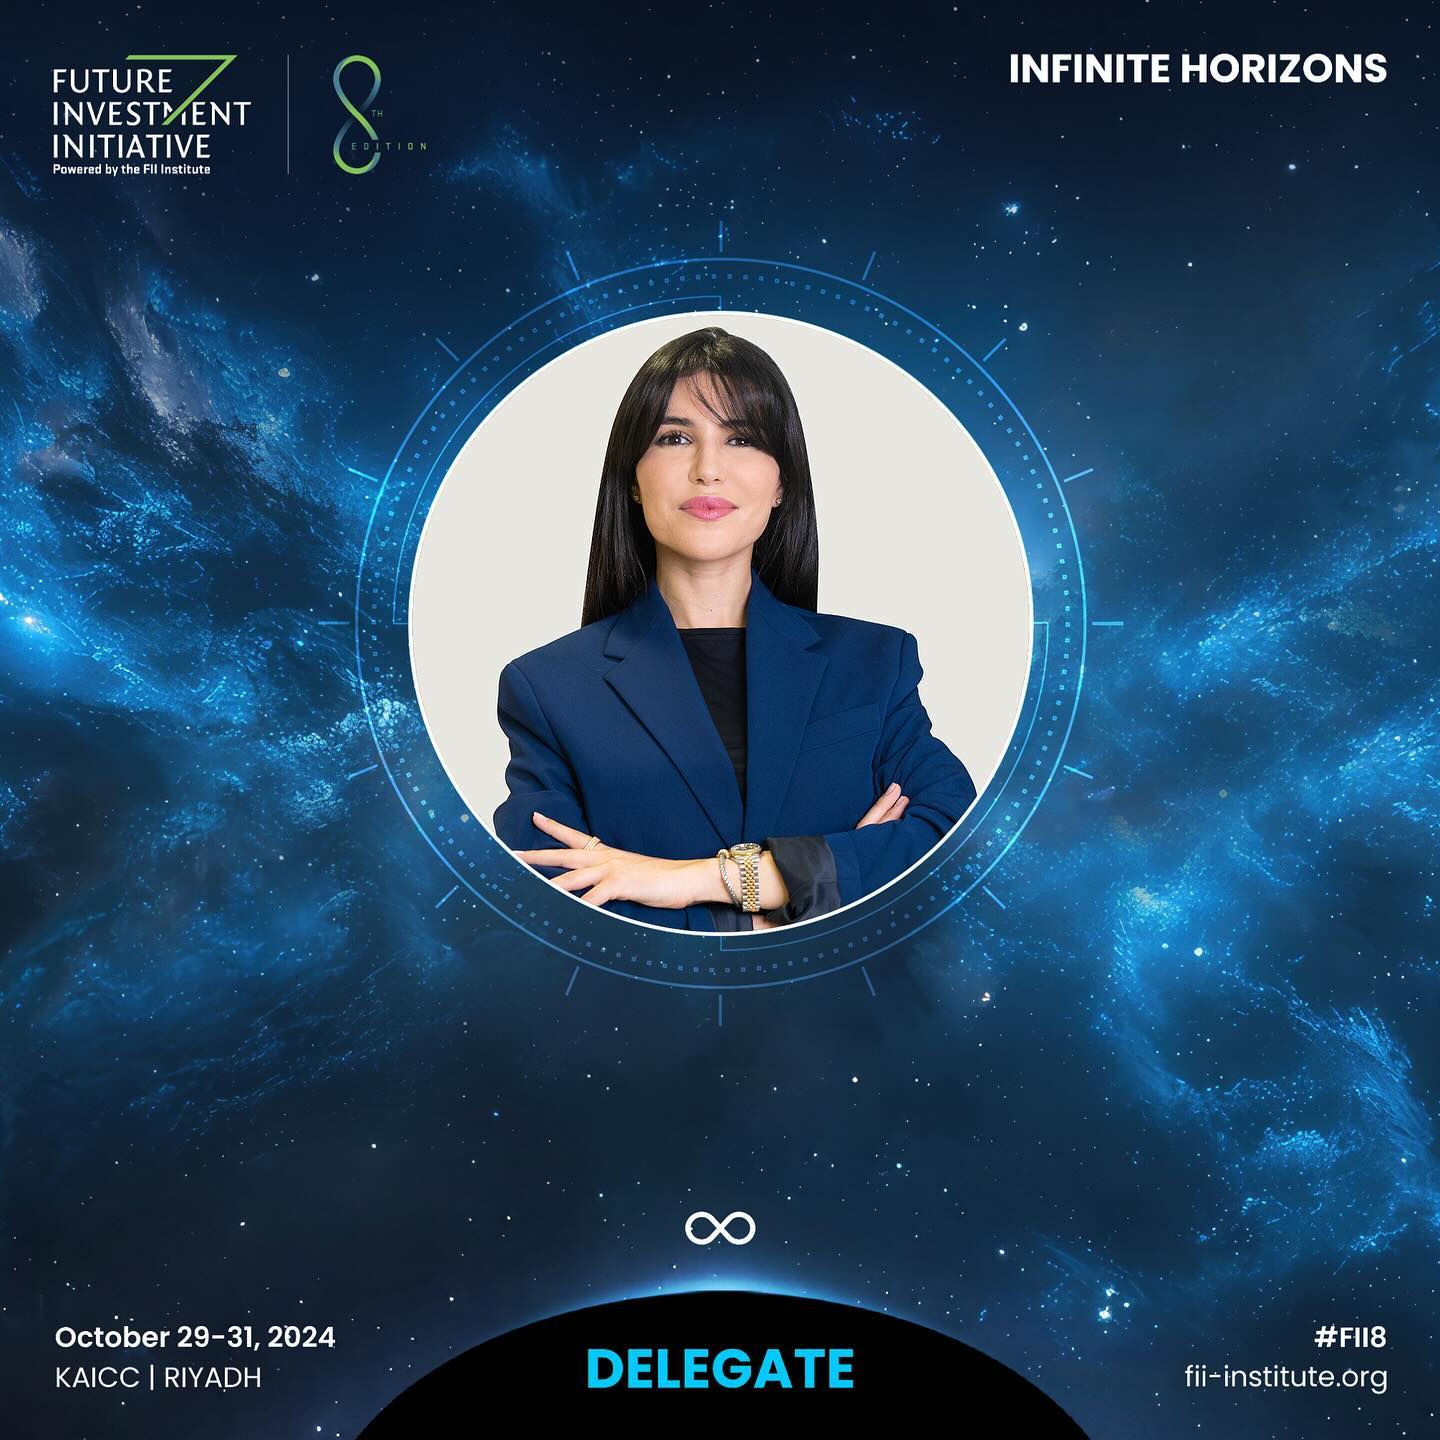 FUTURE
INVESTMENT
INITIATIVE
Powered by the FII Institute
8
TH
EDITION
INFINITE HORIZONS
October 29-31, 2024
KAICC | RIYADH
DELEGATE
#FII8
fii-institute.org